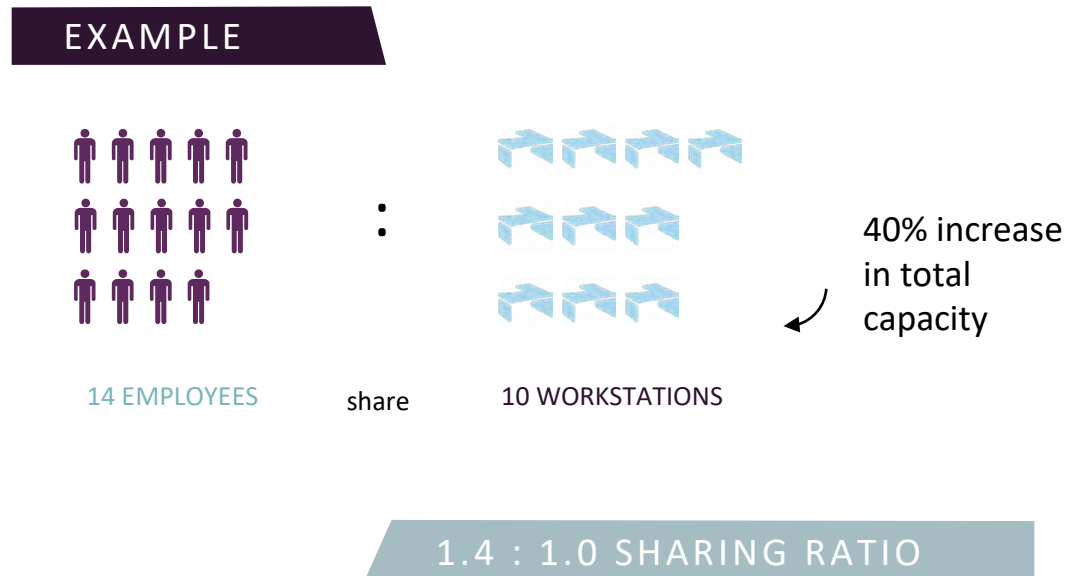 EXAMPLE
:
40% increase
in total
capacity
14 EMPLOYEES
share
10 WORKSTATIONS
1.4 : 1.0 SHARING RATIO